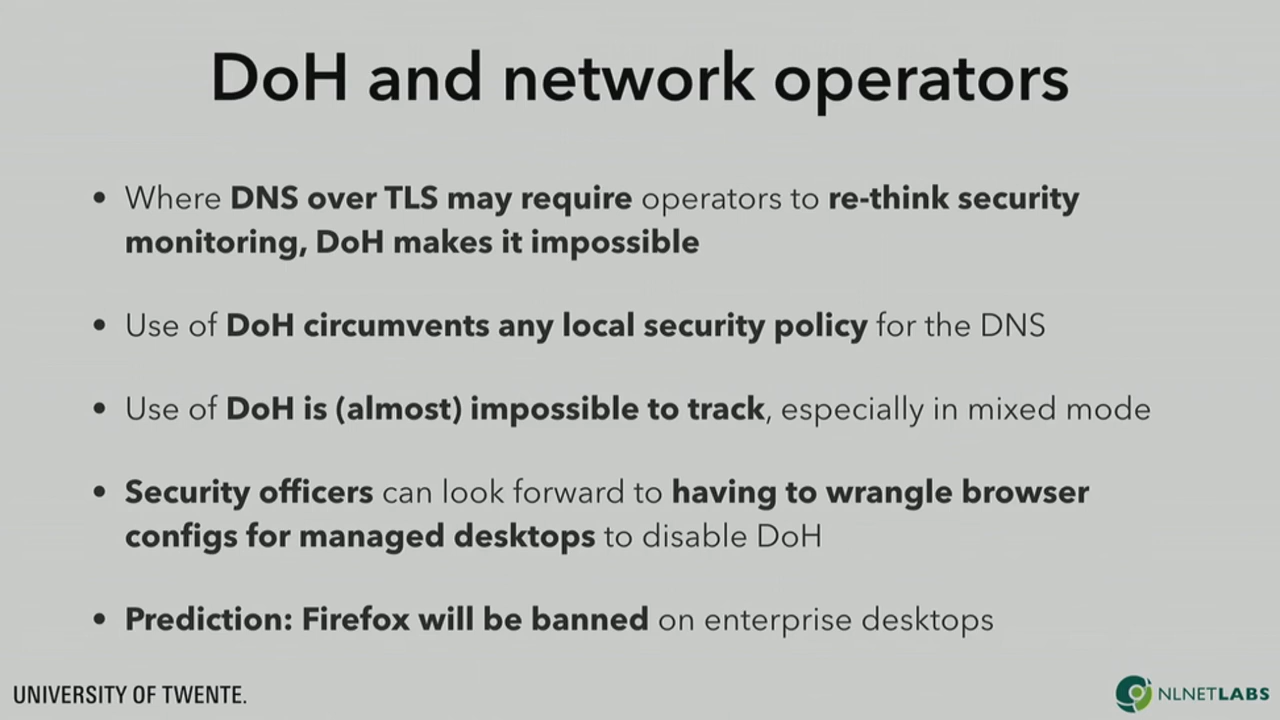 DoH and network operators
• Where DNS over TLS may require operators to re-think security
monitoring, DoH makes it impossible
• Use of DoH circumvents any local security policy for the DNS
• Use of DoH is (almost) impossible to track, especially in mixed mode
• Security officers can look forward to having to wrangle browser
configs for managed desktops to disable DoH
• Prediction: Firefox will be banned on enterprise desktops
UNIVERSITY OF TWENTE.
NLNETLABS